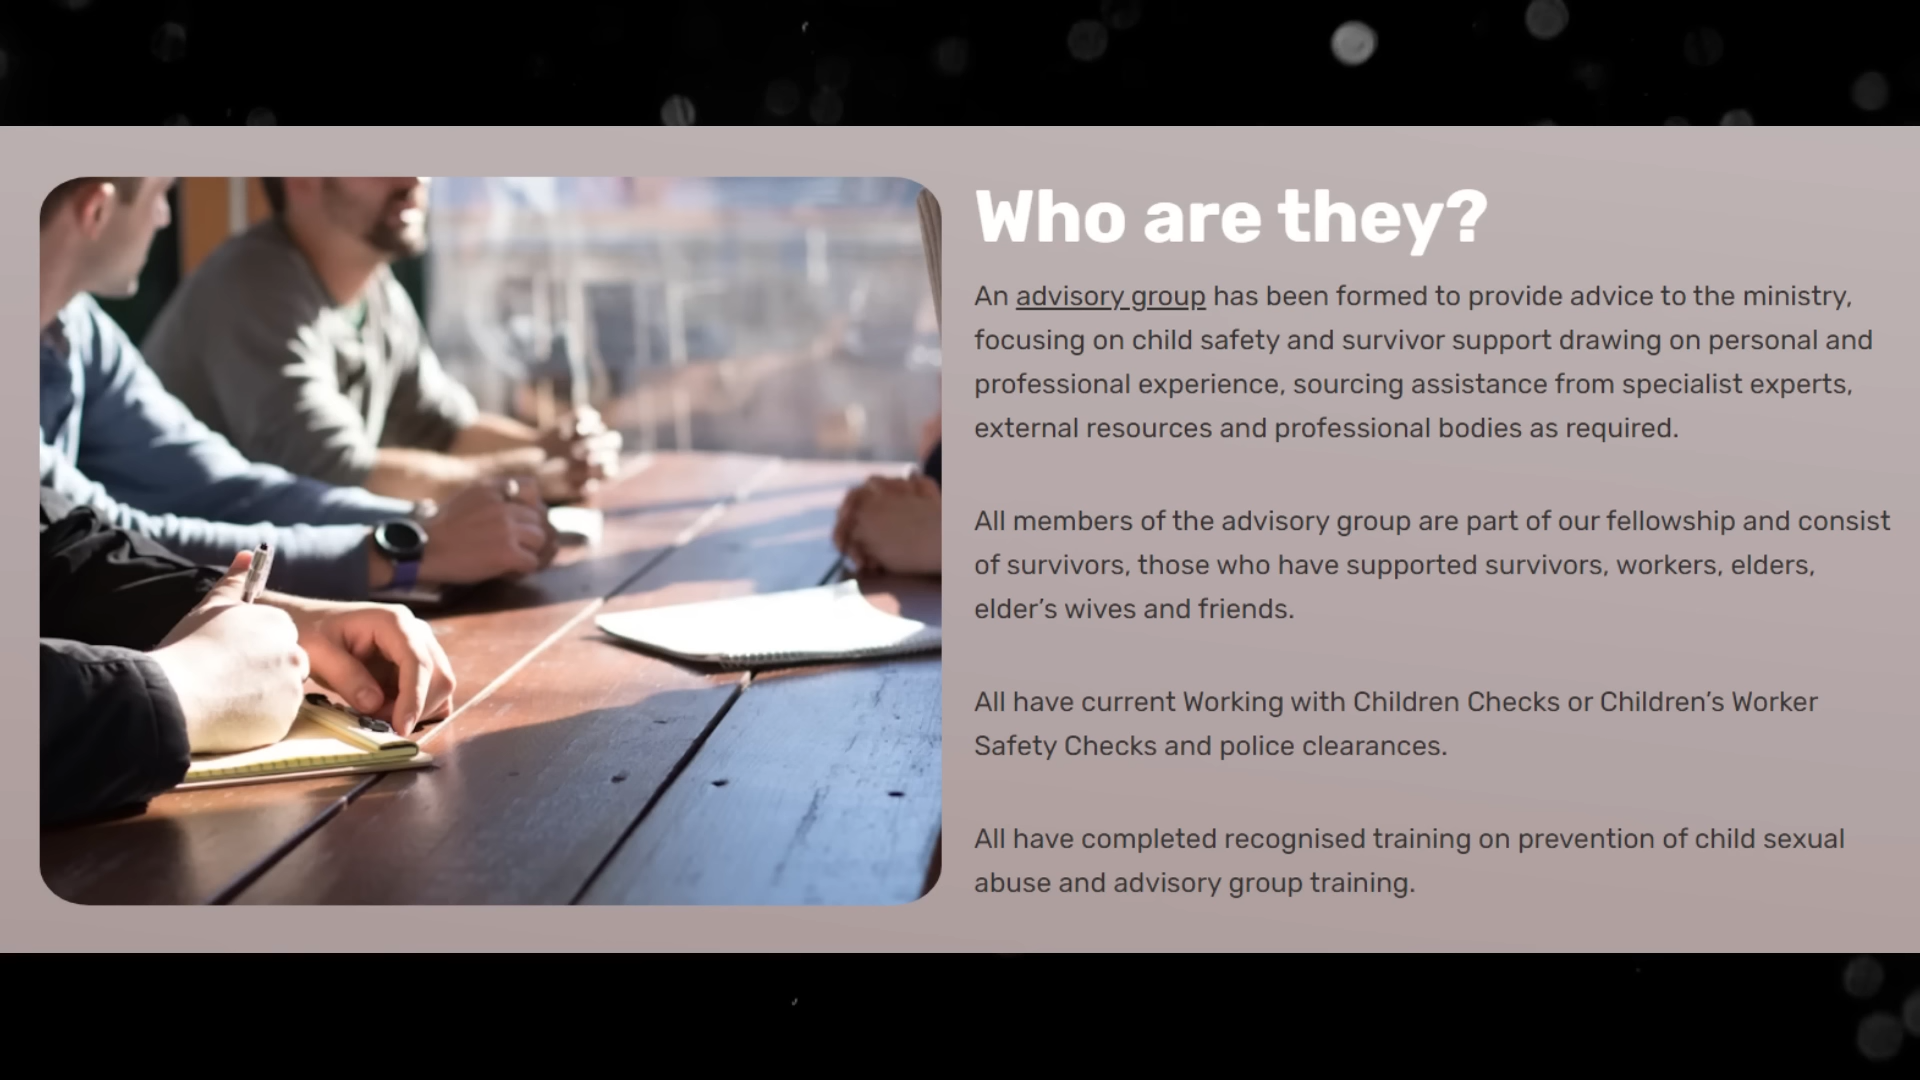 Who are they?
An advisory group has been formed to provide advice to the ministry,
focusing on child safety and survivor support drawing on personal and
professional experience, sourcing assistance from specialist experts,
external resources and professional bodies as required.
All members of the advisory group are part of our fellowship and consist
of survivors, those who have supported survivors, workers, elders,
elder’s wives and friends.
All have current Working with Children Checks or Children’s Worker
Safety Checks and police clearances.
All have completed recognised training on prevention of child sexual
abuse and advisory group training.